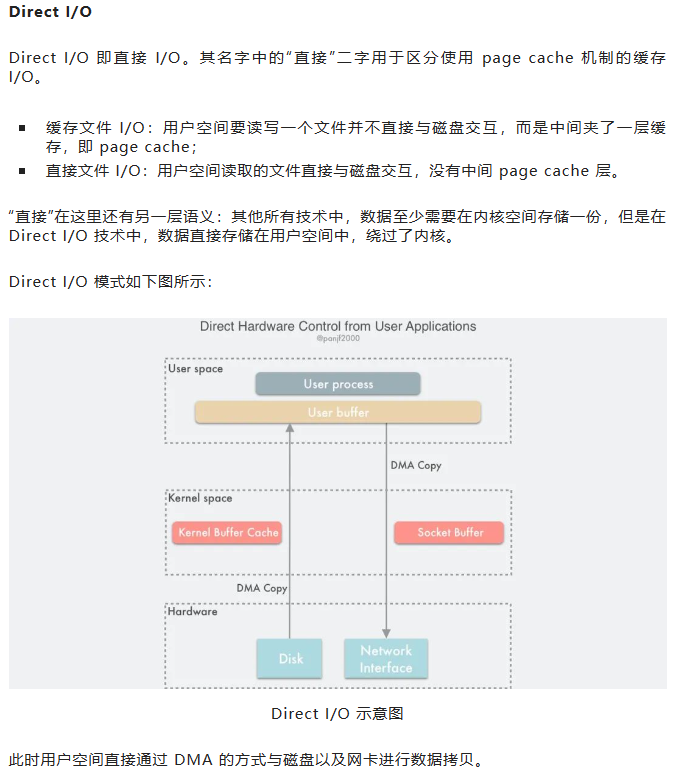 Direct I/O
Direct I/O 即直接 I/O。其名字中的“直接”二字用于区分使用 page cache 机制的缓存
I/O。
▪ 缓存文件 I/O：用户空间要读写一个文件并不直接与磁盘交互，而是中间夹了一层缓
存，即 page cache；
▪ 直接文件 I/O：用户空间读取的文件直接与磁盘交互，没有中间 page cache 层。
“直接”在这里还有另一层语义：其他所有技术中，数据至少需要在内核空间存储一份，但是在
Direct I/O 技术中，数据直接存储在用户空间中，绕过了内核。
Direct I/O 模式如下图所示：
Direct Hardware Control from User Applications
@panjf2000
User space
User process
User buffer
DMA Copy
Kernel space
Kernel Buffer Cache
Socket Buffer
DMA Copy
Hardware
Disk
Network
Interface
Direct I/O 示意图
此时用户空间直接通过 DMA 的方式与磁盘以及网卡进行数据拷贝。